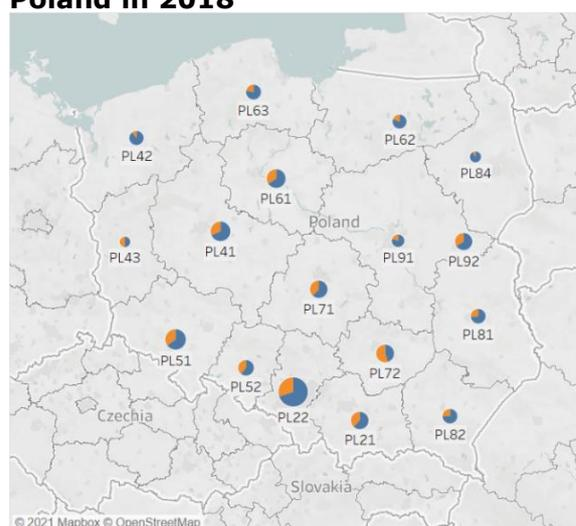 Poland in 2018
PL63
PL62
PL42
PL84
PL61
Poland
PL41
PL91
PL92
PL43
PL71
PL81
PL51
PL72
PL52
PL22
Czechia
PL82
PL21
Slovakia
© 2021 Mapbox © OpenStreetMap